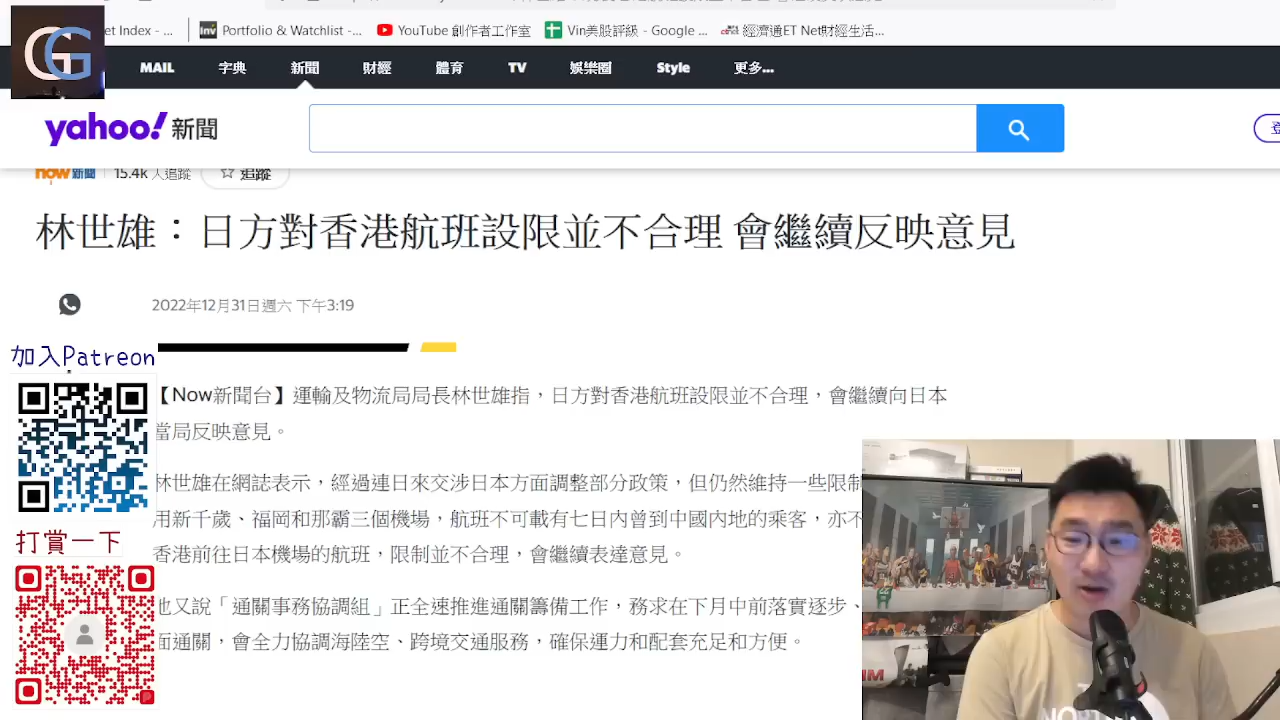 et Index - ...
Portfolio & Watchlist -...
YouTube 創作者工作室
Vin美股評級 - Google ...
經濟通ET Net財經生活...
GG
MAIL
字典
新聞
財經
體育
TV
娛樂圈
Style
更多...
yahoo!新聞
登
now新聞
15.4k 人追蹤
☆ 追蹤
林世雄：日方對香港航班設限並不合理 會繼續反映意見
2022年12月31日週六 下午3:19
加入Patreon
【Now新聞台】運輸及物流局局長林世雄指，日方對香港航班設限並不合理，會繼續向日本
當局反映意見。
林世雄在網誌表示，經過連日來交涉日本方面調整部分政策，但仍然維持一些限制
用新千歲、福岡和那霸三個機場，航班不可載有七日內曾到中國內地的乘客，亦不
香港前往日本機場的航班，限制並不合理，會繼續表達意見。
打賞一下
他又說「通關事務協調組」正全速推進通關籌備工作，務求在下月中前落實逐步、
面通關，會全力協調海陸空、跨境交通服務，確保運力和配套充足和方便。